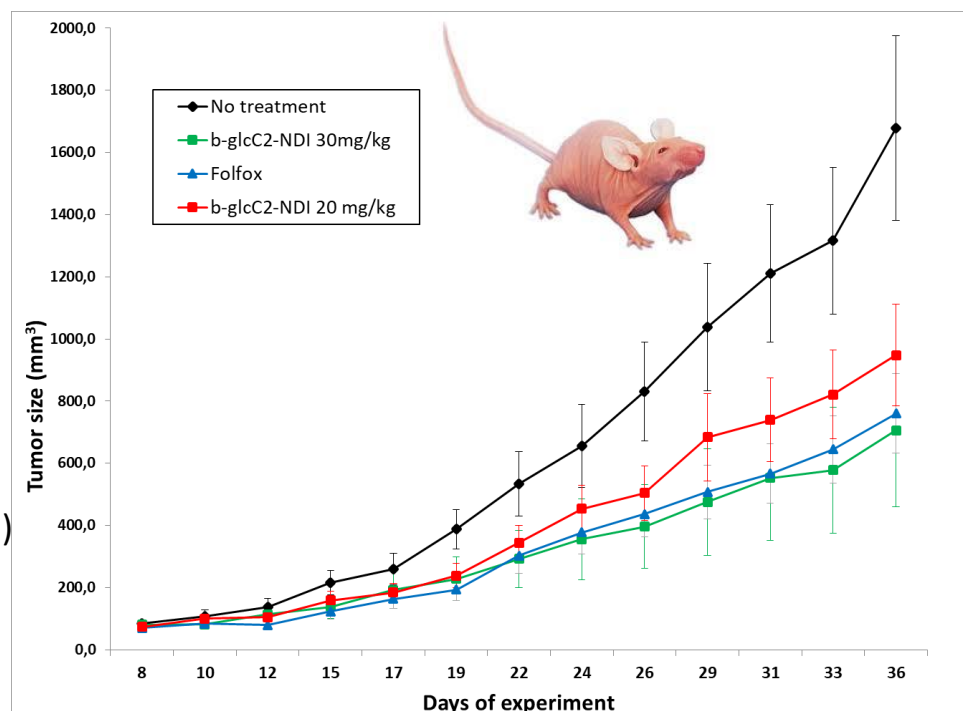 2000,0
1800,0
1600,0
1400,0
1200,0
1000,0
800,0
600,0
400,0
200,0
0,0
Tumor size (mm³)
)
No treatment
b-glcC2-NDI 30mg/kg
Folfox
b-glcC2-NDI 20 mg/kg
8 10 12 15 17 19 22 24 26 29 31 33 36
Days of experiment